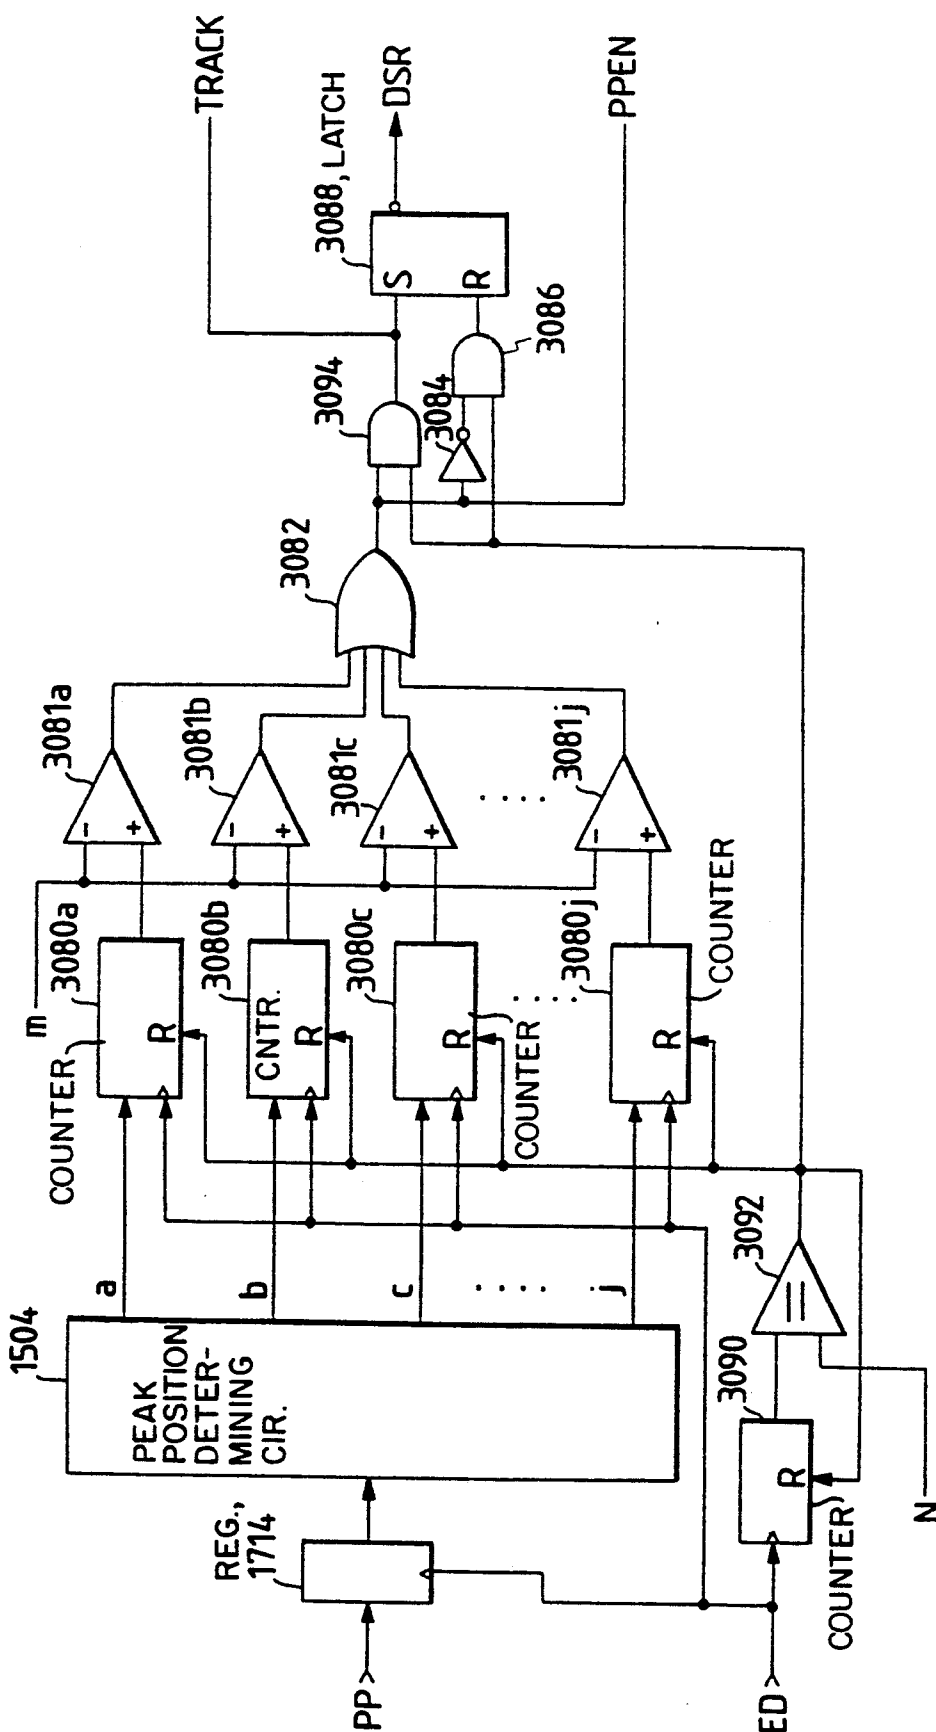 PP
ED
REG.,
1714
1504
PEAK
POSITION
DETER-
MINING
CIR.
a
b
c
. . . .
j
COUNTER
3080a
R
m
3080b
CNTR.
R
3080c
R
COUNTER
. . . .
3080j
R
COUNTER
3081a
-
+
3081b
-
+
3081c
-
+
. . . .
3081j
-
+
3090
R
COUNTER
N
3092
=
3082
3094
3084
3086
3088, LATCH
S
R
TRACK
DSR
PPEN